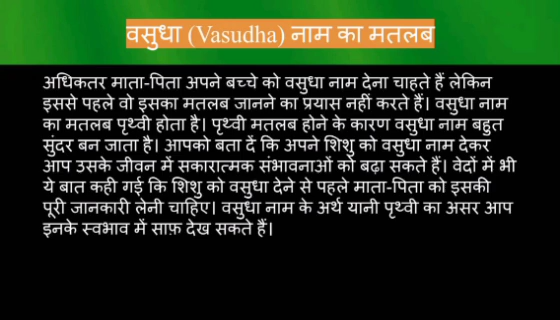 वसुधा (Vasudha) नाम का मतलब
अधिकतर माता-पिता अपने बच्चे को वसुधा नाम देना चाहते हैं लेकिन
इससे पहले वो इसका मतलब जानने का प्रयास नहीं करते हैं। वसुधा नाम
का मतलब पृथ्वी होता है। पृथ्वी मतलब होने के कारण वसुधा नाम बहुत
सुंदर बन जाता है। आपको बता दें कि अपने शिशु को वसुधा नाम देकर
आप उसके जीवन में सकारात्मक संभावनाओं को बढ़ा सकते हैं। वेदों में भी
ये बात कही गई कि शिशु को वसुधा देने से पहले माता-पिता को इसकी
पूरी जानकारी लेनी चाहिए। वसुधा नाम के अर्थ यानी पृथ्वी का असर आप
इनके स्वभाव में साफ़ देख सकते हैं।